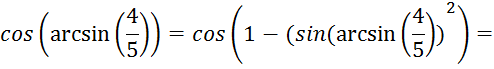 cos(arcsin(4/5)) = cos(1 − (sin(arcsin(4/5))²) =